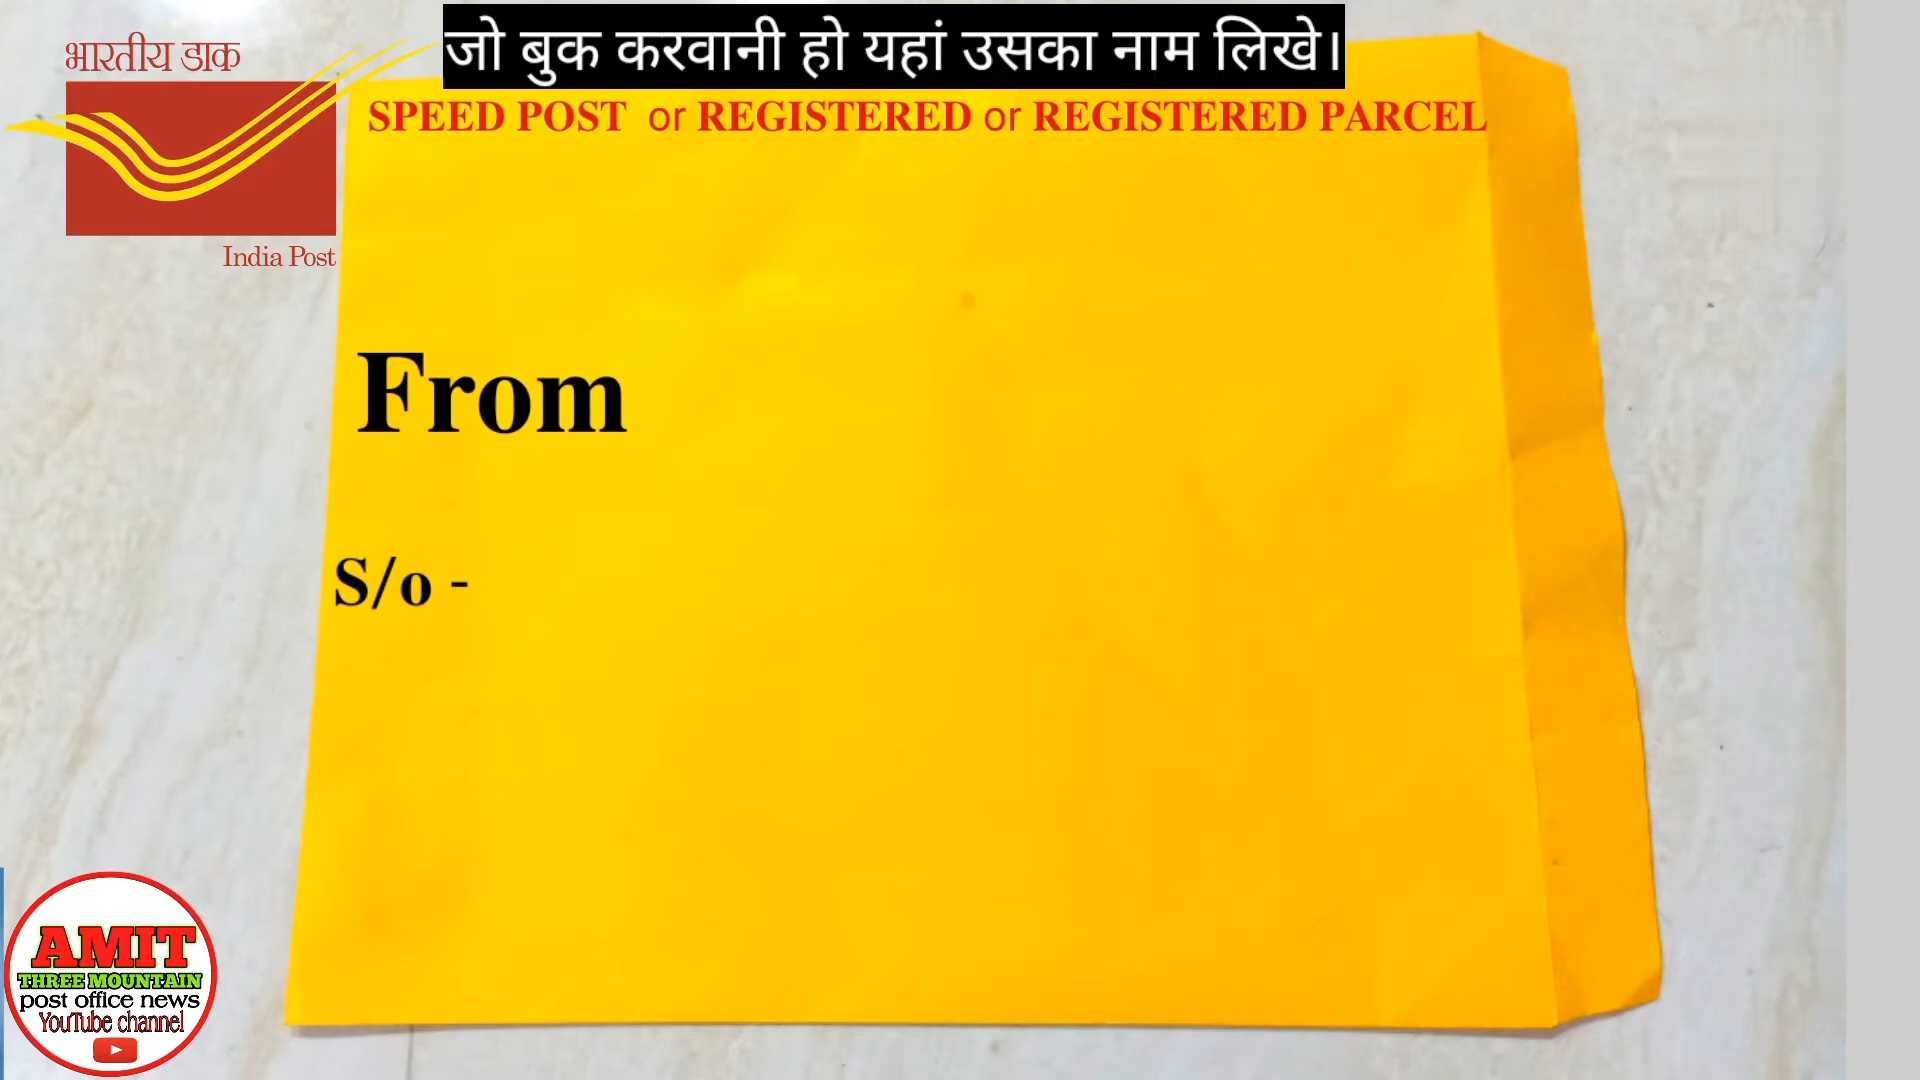 भारतीय डाक
India Post
जो बुक करवानी हो यहां उसका नाम लिखे।
SPEED POST or REGISTERED or REGISTERED PARCEL
From
S/o -
AMIT
THREE MOUNTAIN
post office news
YouTube channel